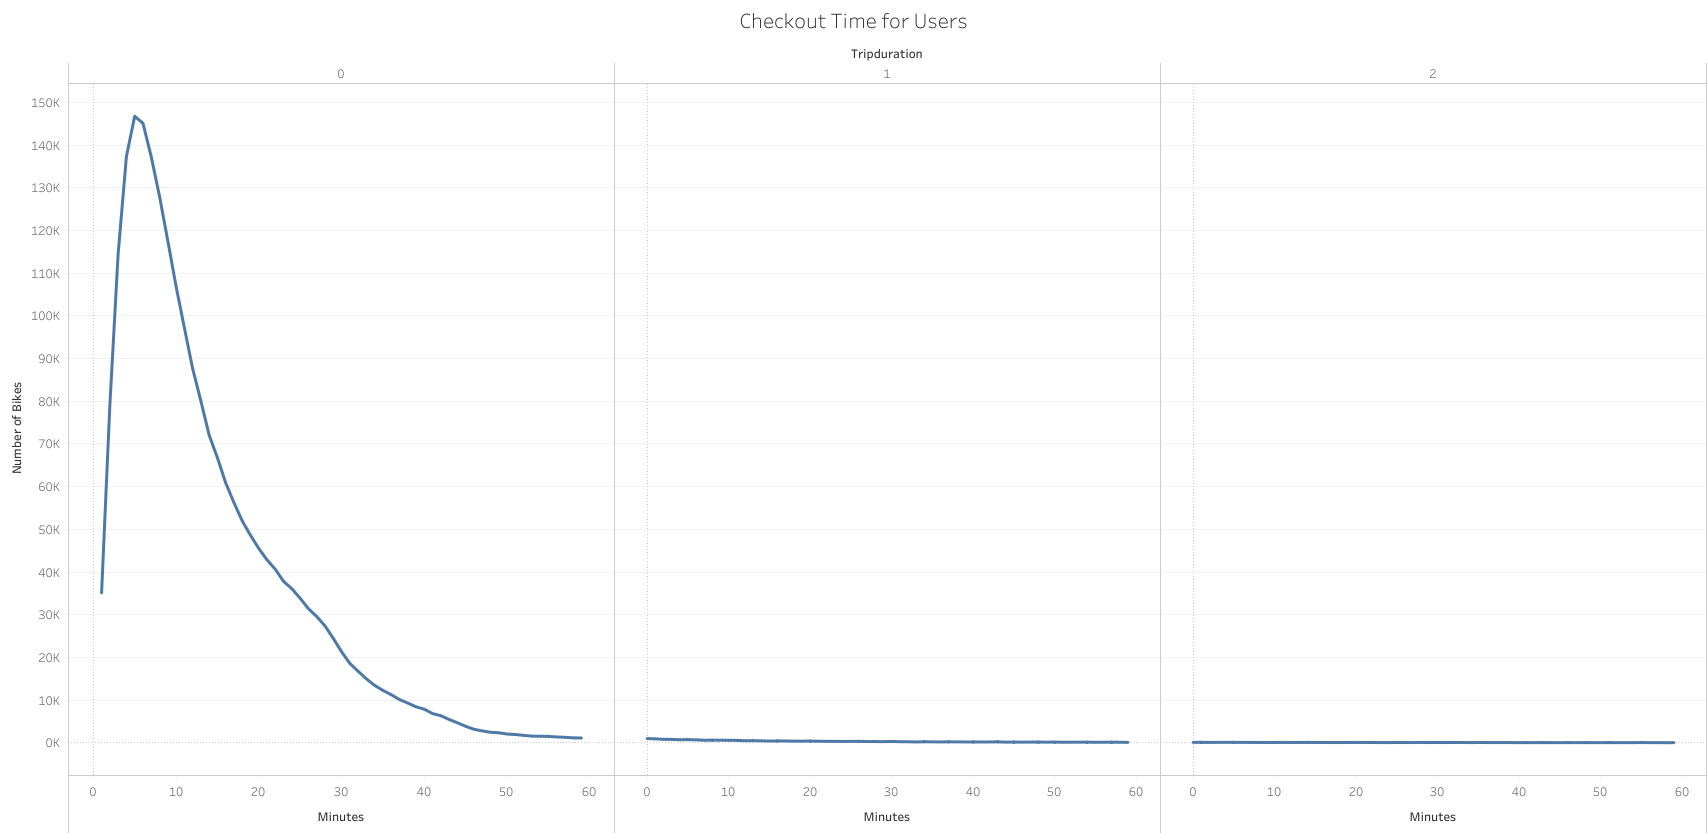 Checkout Time for Users
Tripduration
0 1 2
150K
140K
130K
120K
110K
100K
90K
80K
70K
60K
50K
40K
30K
20K
10K
0K
Number of Bikes
0 10 20 30 40 50 60 0 10 20 30 40 50 60 0 10 20 30 40 50 60
Minutes Minutes Minutes